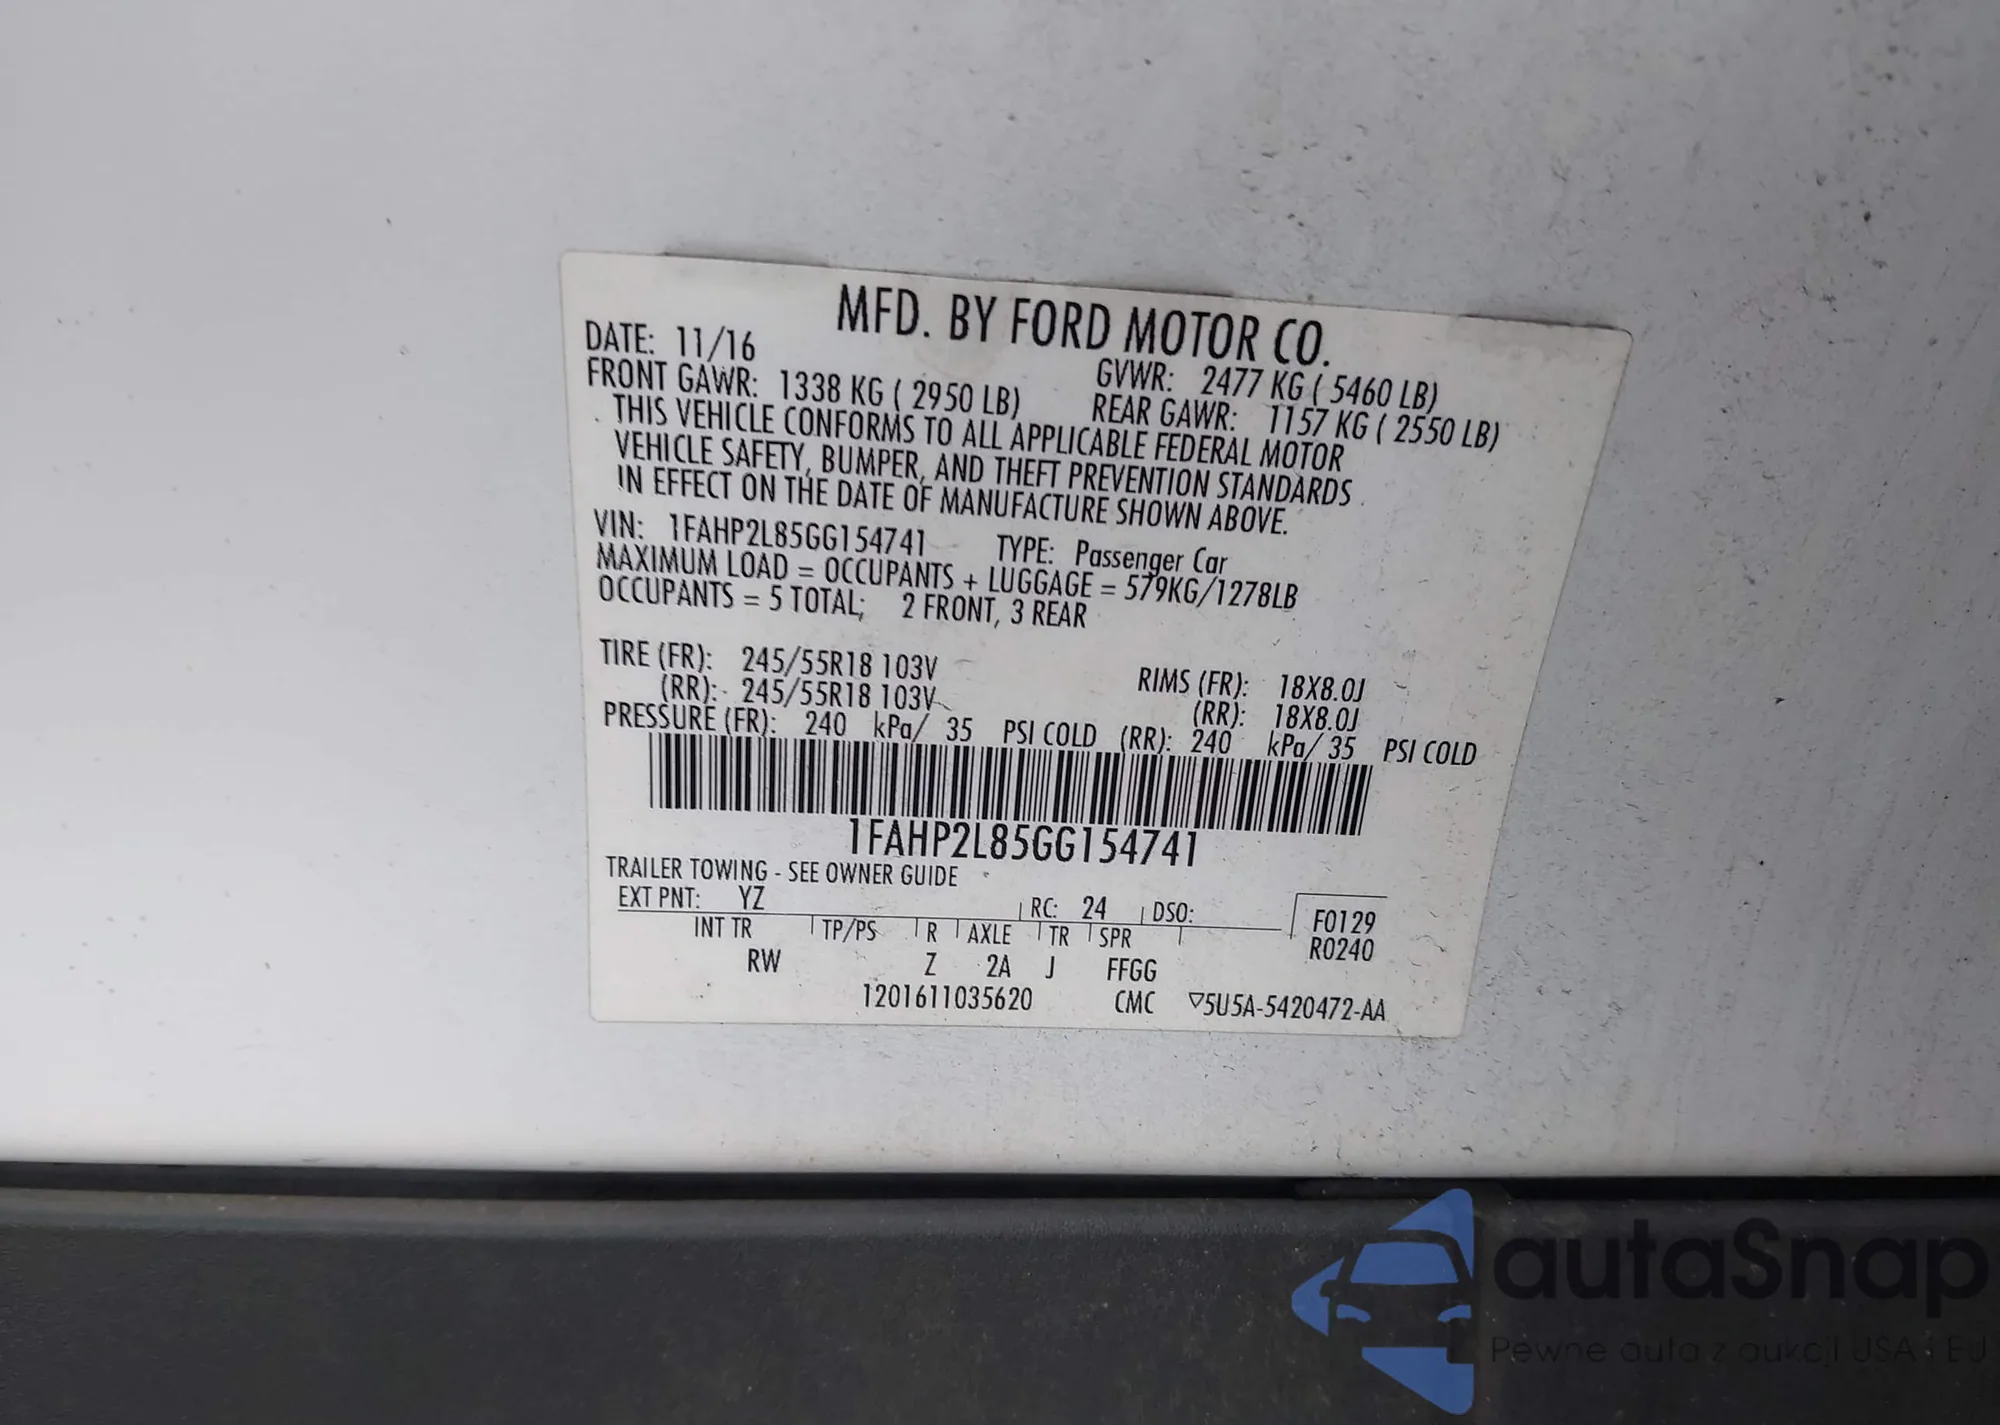 MFD. BY FORD MOTOR CO.
DATE: 11/16 GVWR: 2477 KG ( 5460 LB)
FRONT GAWR: 1338 KG ( 2950 LB) REAR GAWR: 1157 KG ( 2550 LB)
THIS VEHICLE CONFORMS TO ALL APPLICABLE FEDERAL MOTOR
VEHICLE SAFETY, BUMPER, AND THEFT PREVENTION STANDARDS
IN EFFECT ON THE DATE OF MANUFACTURE SHOWN ABOVE.
VIN: 1FAHP2L85GG154741 TYPE: Passenger Car
MAXIMUM LOAD = OCCUPANTS + LUGGAGE = 579KG/1278LB
OCCUPANTS = 5 TOTAL; 2 FRONT, 3 REAR
TIRE (FR): 245/55R18 103V RIMS (FR): 18X8.0J
(RR): 245/55R18 103V (RR): 18X8.0J
PRESSURE (FR): 240 kPa/ 35 PSI COLD (RR): 240 kPa/ 35 PSI COLD
1FAHP2L85GG154741
TRAILER TOWING - SEE OWNER GUIDE
EXT PNT: YZ RC: 24 DSO: F0129
INT TR TP/PS R AXLE TR SPR R0240
RW Z 2A J FFGG
1201611035620 CMC ▽5U5A-5420472-AA
autaSnap
Pewne auta z aukcji USA i EU